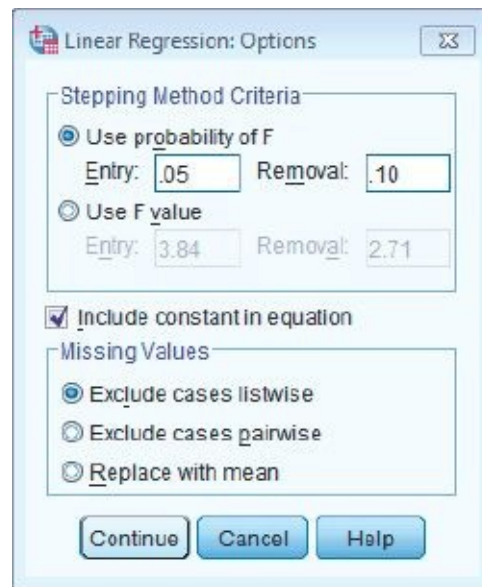 Linear Regression: Options
Stepping Method Criteria
Use probability of F
Entry: .05 Removal: .10
Use F value
Entry: 3.84 Removal: 2.71
Include constant in equation
Missing Values
Exclude cases listwise
Exclude cases pairwise
Replace with mean
Continue Cancel Help